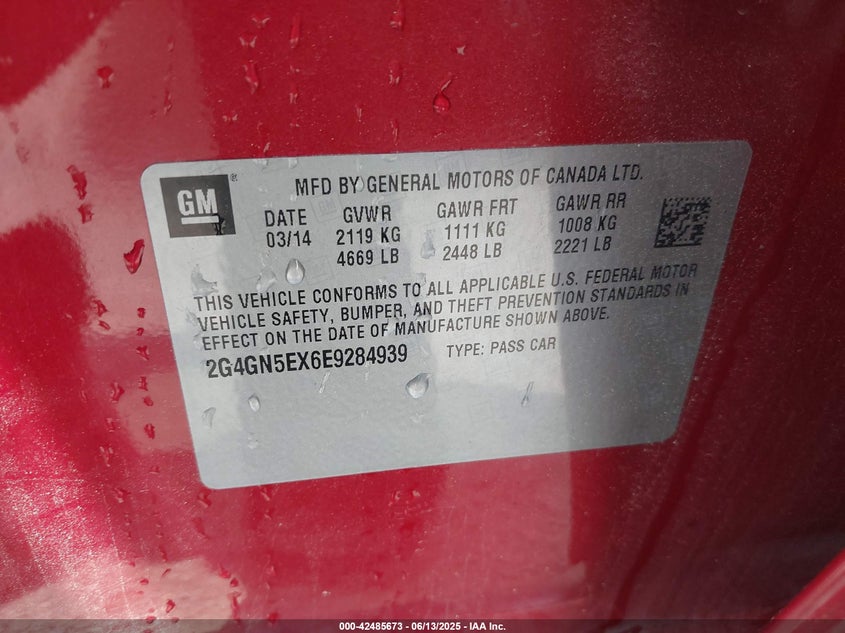 GM ® MFD BY GENERAL MOTORS OF CANADA LTD.
DATE GVWR GAWR FRT GAWR RR
03/14 2119 KG 1111 KG 1008 KG
4669 LB 2448 LB 2221 LB
THIS VEHICLE CONFORMS TO ALL APPLICABLE U.S. FEDERAL MOTOR
VEHICLE SAFETY, BUMPER, AND THEFT PREVENTION STANDARDS IN
EFFECT ON THE DATE OF MANUFACTURE SHOWN ABOVE.
2G4GN5EX6E9284939 TYPE: PASS CAR
000-42485673 06/13/2025 - IAA Inc.